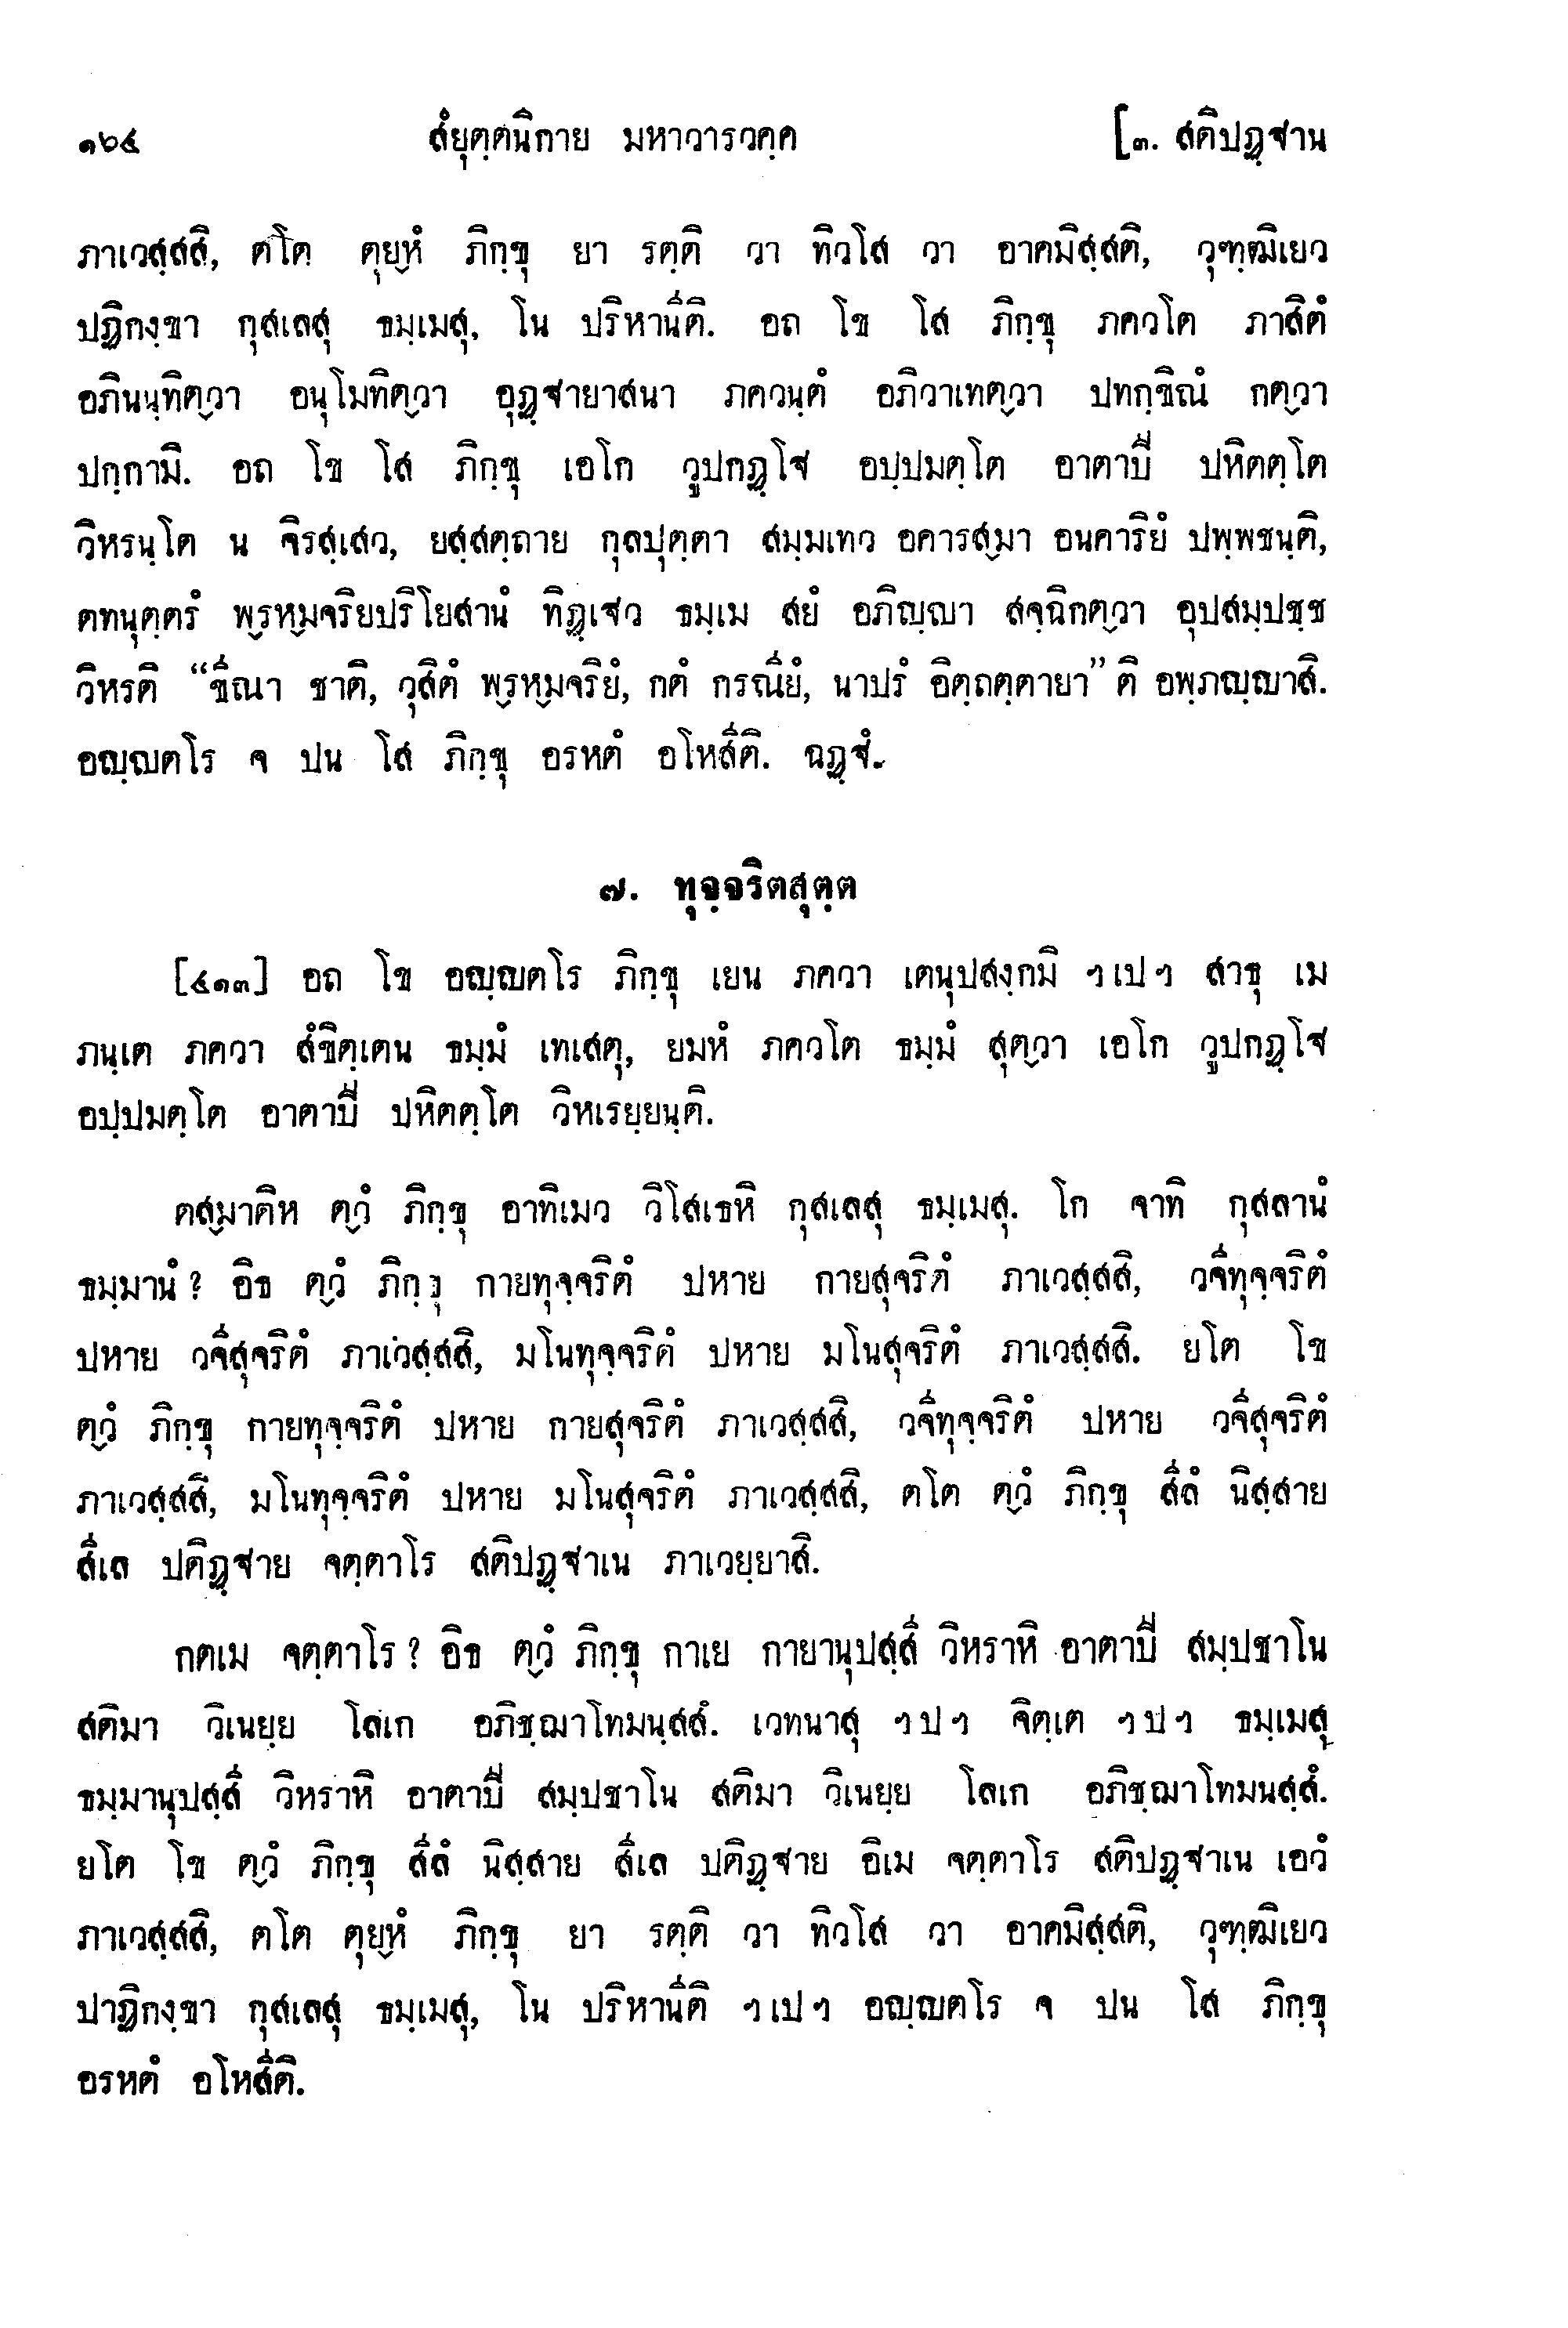 ๑๖๔ สํยุตฺตนิกาย มหาวารวคฺค [๓. สติปฏฺฐาน
ภาเวสฺสสิ, ตโต ตุยฺหํ ภิกฺขุ ยา รตฺติ วา ทิวโส วา อาคมิสฺสติ, วุฑฺฒิเยว
ปฏิกงฺขา กุสเลสุ ธมฺเมสุ, โน ปริหานีติ. อถ โข โส ภิกฺขุ ภควโต ภาสิตํ
อภินนฺทิตฺวา อนุโมทิตฺวา อุฏฺฐายาสนา ภควนฺตํ อภิวาเทตฺวา ปทกฺขิณํ กตฺวา
ปกฺกามิ. อถ โข โส ภิกฺขุ เอโก วูปกฏฺโฐ อปฺปมตฺโต อาตาปี ปหิตตฺโต
วิหรนฺโต น จิรสฺเสว, ยสฺสตฺถาย กุลปุตฺตา สมฺมเทว อคารสฺมา อนคาริยํ ปพฺพชนฺติ,
ตทนุตฺตรํ พฺรหฺมจริยปริโยสานํ ทิฏฺเฐว ธมฺเม สยํ อภิญฺญา สจฺฉิกตฺวา อุปสมฺปชฺช
วิหรติ “ขีณา ชาติ, วุสิตํ พฺรหฺมจริยํ, กตํ กรณียํ, นาปรํ อิตฺถตฺตายา” ติ อพฺภญฺญาสิ.
อญฺญตโร จ ปน โส ภิกฺขุ อรหตํ อโหสีติ. ฉฏฺฐํ.
๗. ทุจฺจริตสุตฺต
[๔๑๓] อถ โข อญฺญตโร ภิกฺขุ เยน ภควา เตนุปสงฺกมิ ฯเปฯ สาธุ เม
ภนฺเต ภควา สํขิตฺเตน ธมฺมํ เทเสตุ, ยมหํ ภควโต ธมฺมํ สุตฺวา เอโก วูปกฏฺโฐ
อปฺปมตฺโต อาตาปี ปหิตตฺโต วิหเรยฺยนฺติ.
ตสฺมาติห ตฺวํ ภิกฺขุ อาทิเมว วิโสเธหิ กุสเลสุ ธมฺเมสุ. โก จาทิ กุสลานํ
ธมฺมานํ? อิธ ตฺวํ ภิกฺขุ กายทุจฺจริตํ ปหาย กายสุจริตํ ภาเวสฺสสิ, วจีทุจฺจริตํ
ปหาย วจีสุจริตํ ภาเวสฺสสิ, มโนทุจฺจริตํ ปหาย มโนสุจริตํ ภาเวสฺสสิ. ยโต โข
ตฺวํ ภิกฺขุ กายทุจฺจริตํ ปหาย กายสุจริตํ ภาเวสฺสสิ, วจีทุจฺจริตํ ปหาย วจีสุจริตํ
ภาเวสฺสสิ, มโนทุจฺจริตํ ปหาย มโนสุจริตํ ภาเวสฺสสิ, ตโต ตฺวํ ภิกฺขุ สีลํ นิสฺสาย
สีเล ปติฏฺฐาย จตฺตาโร สติปฏฺฐาเน ภาเวยฺยาสิ.
กตเม จตฺตาโร? อิธ ตฺวํ ภิกฺขุ กาเย กายานุปสฺสี วิหราหิ อาตาปี สมฺปชาโน
สติมา วิเนยฺย โลเก อภิชฺฌาโทมนฺสสํ. เวทนาสุ ฯปฯ จิตฺเต ฯปฯ ธมฺเมสุ
ธมฺมานุปสฺสี วิหราหิ อาตาปี สมฺปชาโน สติมา วิเนยฺย โลเก อภิชฺฌาโทมนสฺสํ.
ยโต โข ตฺวํ ภิกฺขุ สีลํ นิสฺสาย สีเล ปติฏฺฐาย อิเม จตฺตาโร สติปฏฺฐาเน เอวํ
ภาเวสฺสสิ, ตโต ตุยฺหํ ภิกฺขุ ยา รตฺติ วา ทิวโส วา อาคมิสฺสติ, วุฑฺฒิเยว
ปาฏิกงฺขา กุสเลสุ ธมฺเมสุ, โน ปริหานีติ ฯเปฯ อญฺญตโร จ ปน โส ภิกฺขุ
อรหตํ อโหสีติ.